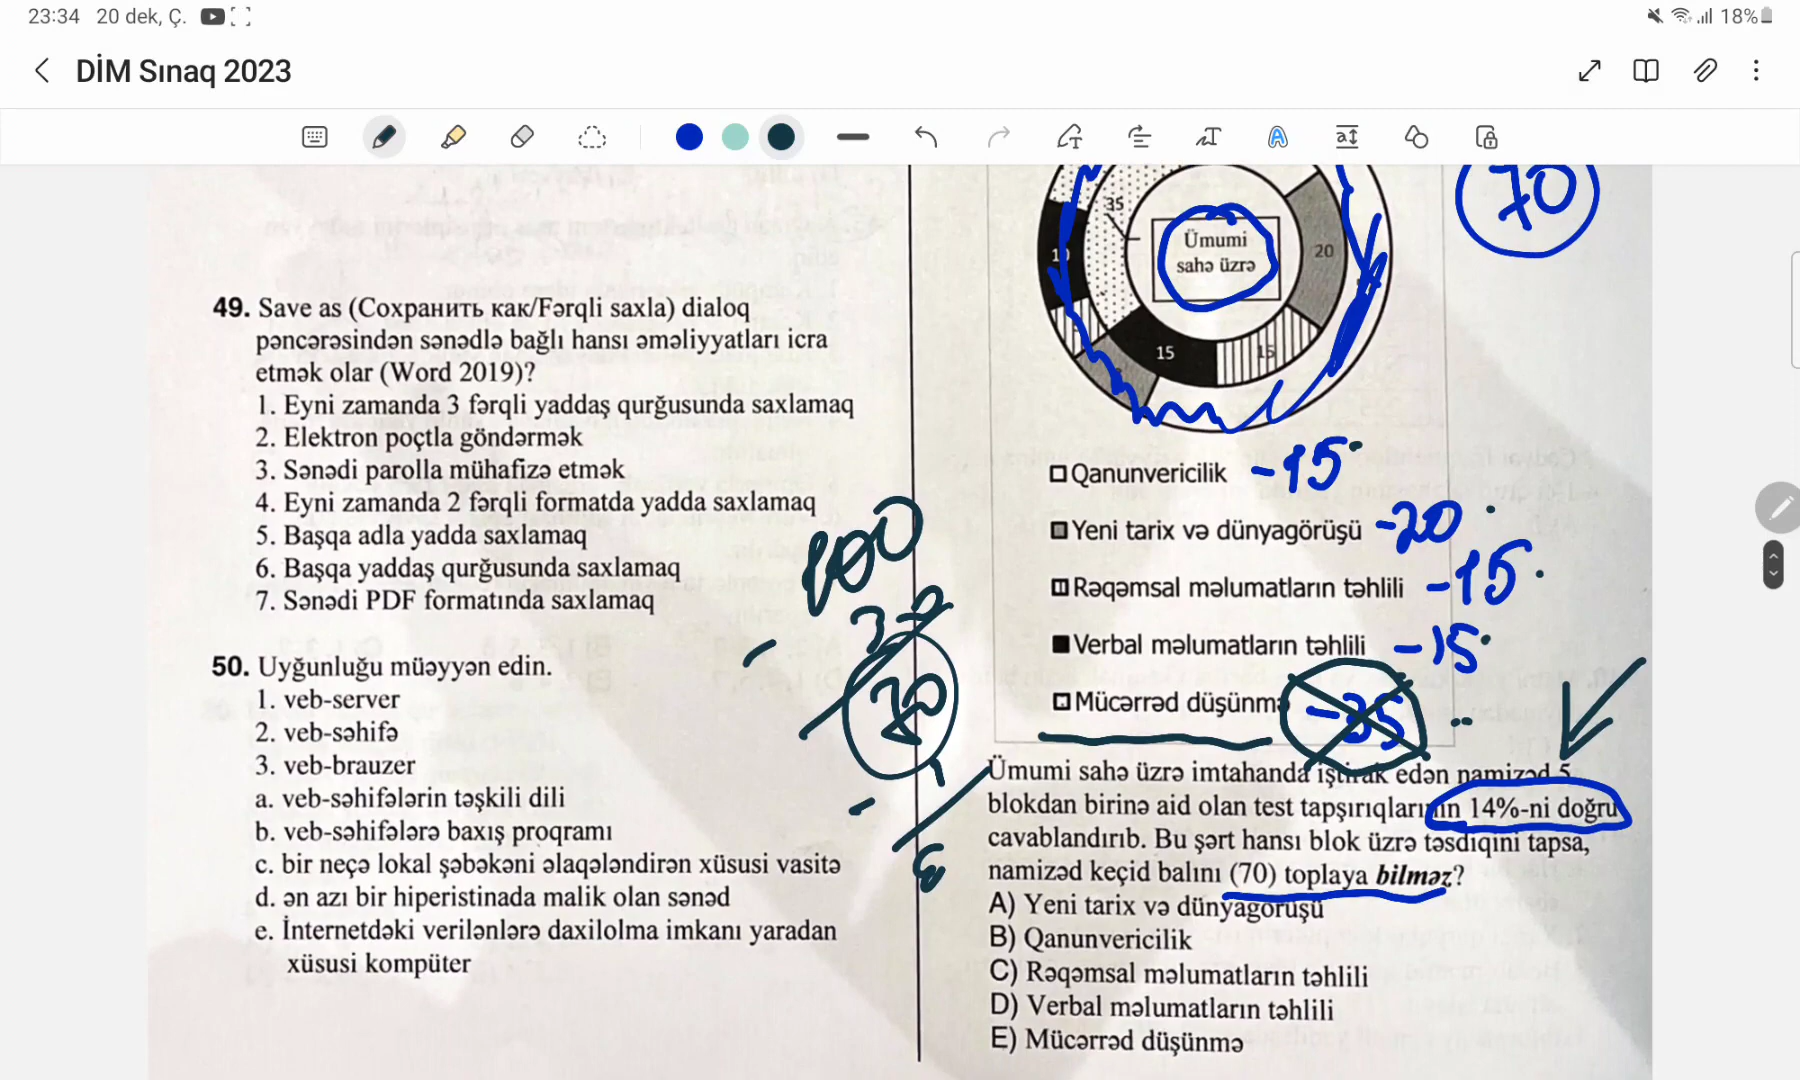 23:34 20 dek, Ç.
18%
DİM Sınaq 2023
49. Save as (Сохранить как/Fərqli saxla) dialoq
pəncərəsindən sənədlə bağlı hansı əməliyyatları icra
etmək olar (Word 2019)?
1. Eyni zamanda 3 fərqli yaddaş qurğusunda saxlamaq
2. Elektron poçtla göndərmək
3. Sənədi parolla mühafizə etmək
4. Eyni zamanda 2 fərqli formatda yadda saxlamaq
5. Başqa adla yadda saxlamaq
6. Başqa yaddaş qurğusunda saxlamaq
7. Sənədi PDF formatında saxlamaq
50. Uyğunluğu müəyyən edin.
1. veb-server
2. veb-səhifə
3. veb-brauzer
a. veb-səhifələrin təşkili dili
b. veb-səhifələrə baxış proqramı
c. bir neçə lokal şəbəkəni əlaqələndirən xüsusi vasitə
d. ən azı bir hiperistinada malik olan sənəd
e. İnternetdəki verilənlərə daxilolma imkanı yaradan
xüsusi kompüter
70
35
Ümumi
sahə üzrə
20
15
15
Qanunvericilik -15
Yeni tarix və dünyagörüşü -20
Rəqəmsal məlumatların təhlili -15
Verbal məlumatların təhlili -15
Mücərrəd düşünmə -35
Ümumi sahə üzrə imtahanda iştirak edən namizəd 5
blokdan birinə aid olan test tapşırıqlarının 14%-ni doğru
cavablandırıb. Bu şərt hansı blok üzrə təsdiqini tapsa,
namizəd keçid balını (70) toplaya bilməz?
A) Yeni tarix və dünyagörüşü
B) Qanunvericilik
C) Rəqəmsal məlumatların təhlili
D) Verbal məlumatların təhlili
E) Mücərrəd düşünmə